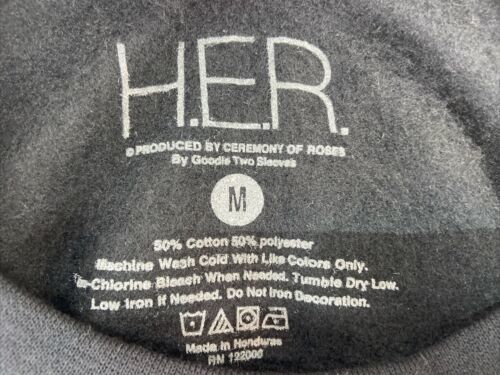 H.E.R.
© PRODUCED BY CEREMONY OF ROSES
By Goodie Two Sleeves
M
50% Cotton 50% polyester
Machine Wash Cold With Like Colors Only.
Chlorine Bleach When Needed. Tumble Dry Low.
Low Iron If Needed. Do Not Iron Decoration.
Made in Honduras
RN 122000